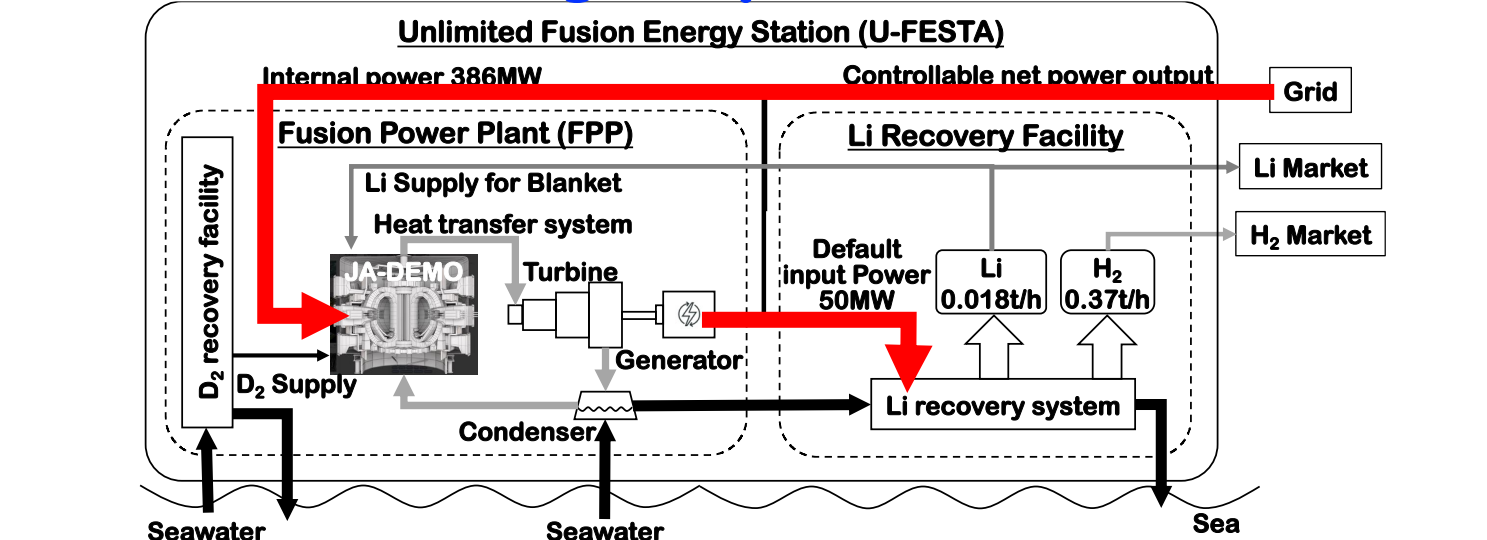 Unlimited Fusion Energy Station (U-FESTA)
Internal power 386MW
Controllable net power output
Grid
Fusion Power Plant (FPP)
Li Recovery Facility
D₂ recovery facility
Li Supply for Blanket
Li Market
Heat transfer system
H₂ Market
JA-DEMO
Turbine
Default
input Power
50MW
Li
0.018t/h
H₂
0.37t/h
Generator
D₂ Supply
Li recovery system
Condenser
Seawater
Seawater
Sea